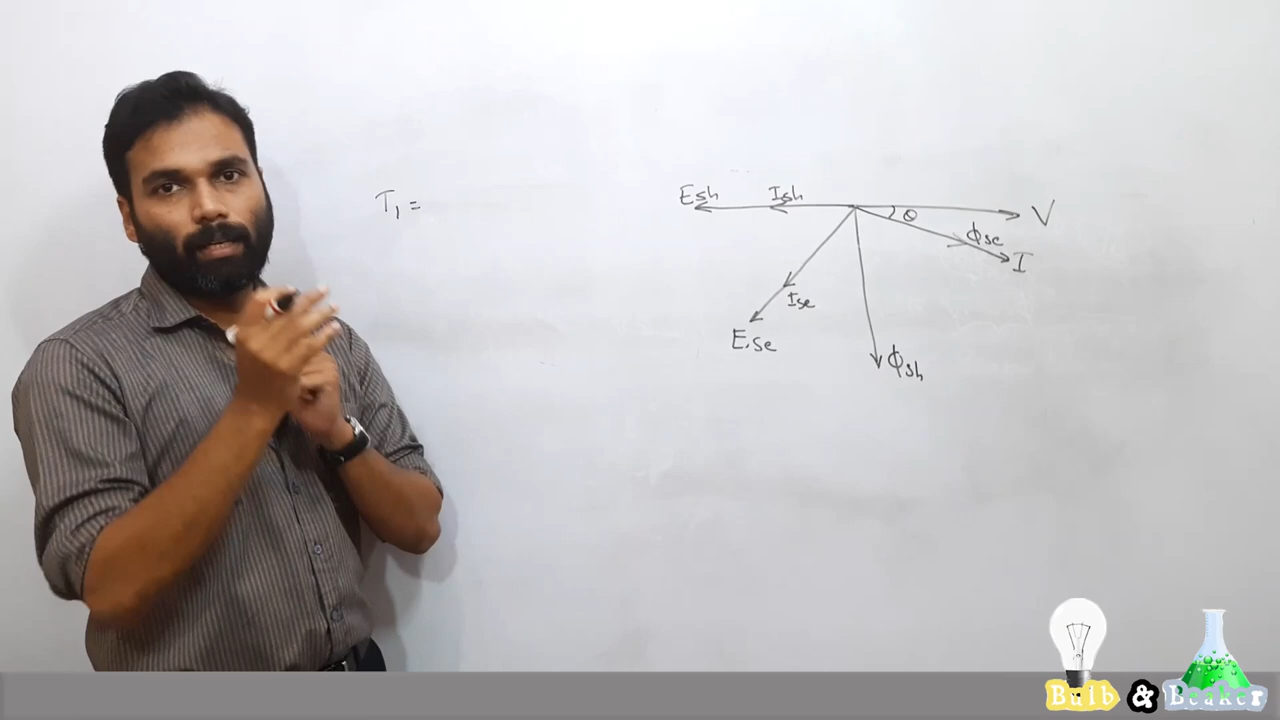 T₁ =
Esh Ish V
θ
ϕse
I
Ise
E,se
ϕsh
Bulb & Beaker